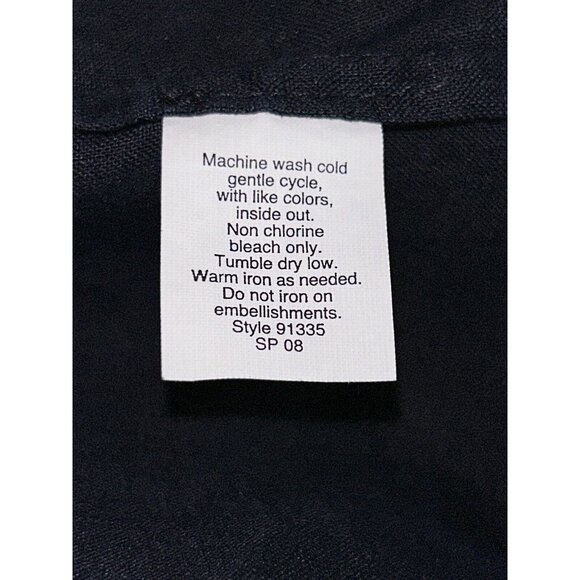 Machine wash cold
gentle cycle,
with like colors,
inside out.
Non chlorine
bleach only.
Tumble dry low.
Warm iron as needed.
Do not iron on
embellishments.
Style 91335
SP 08